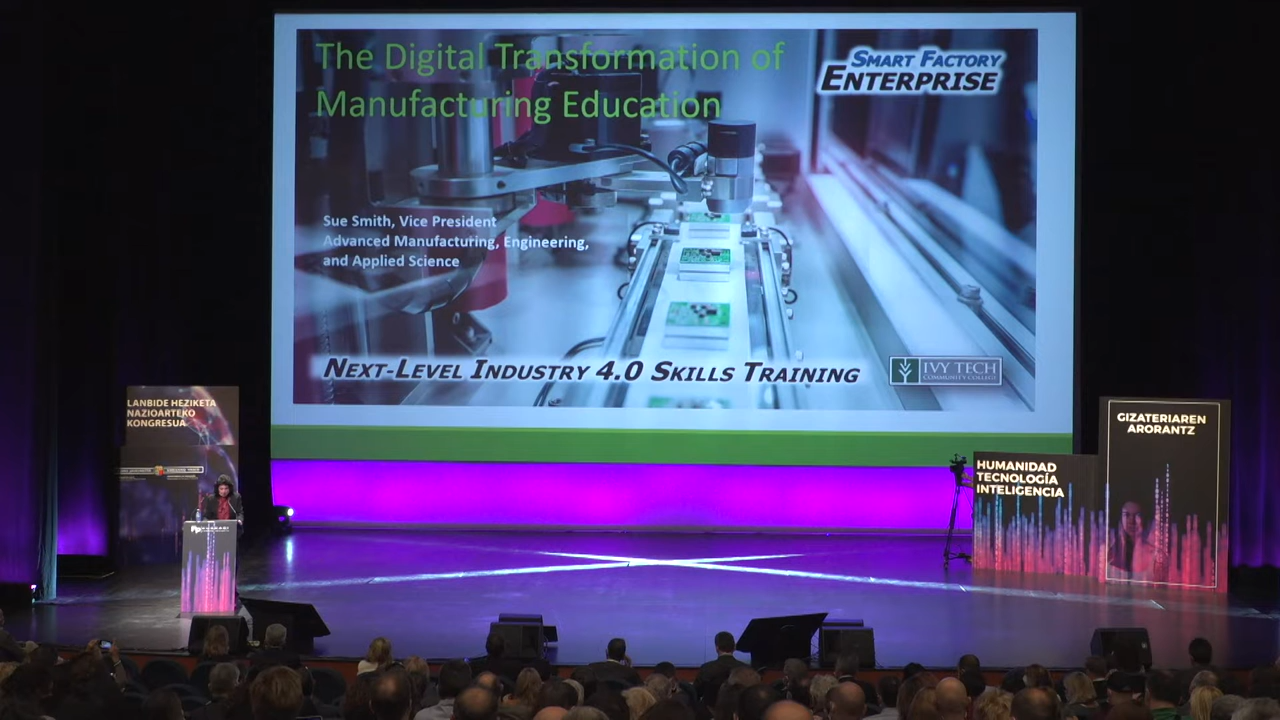 The Digital Transformation of
Manufacturing Education
SMART FACTORY
ENTERPRISE
Sue Smith, Vice President
Advanced Manufacturing, Engineering,
and Applied Science
NEXT-LEVEL INDUSTRY 4.0 SKILLS TRAINING
IVY TECH
COMMUNITY COLLEGE
LANBIDE HEZIKETA
NAZIOARTEKO
KONGRESUA
HUMANIDAD
TECNOLOGÍA
INTELIGENCIA
GIZATERIAREN
ARORANTZ